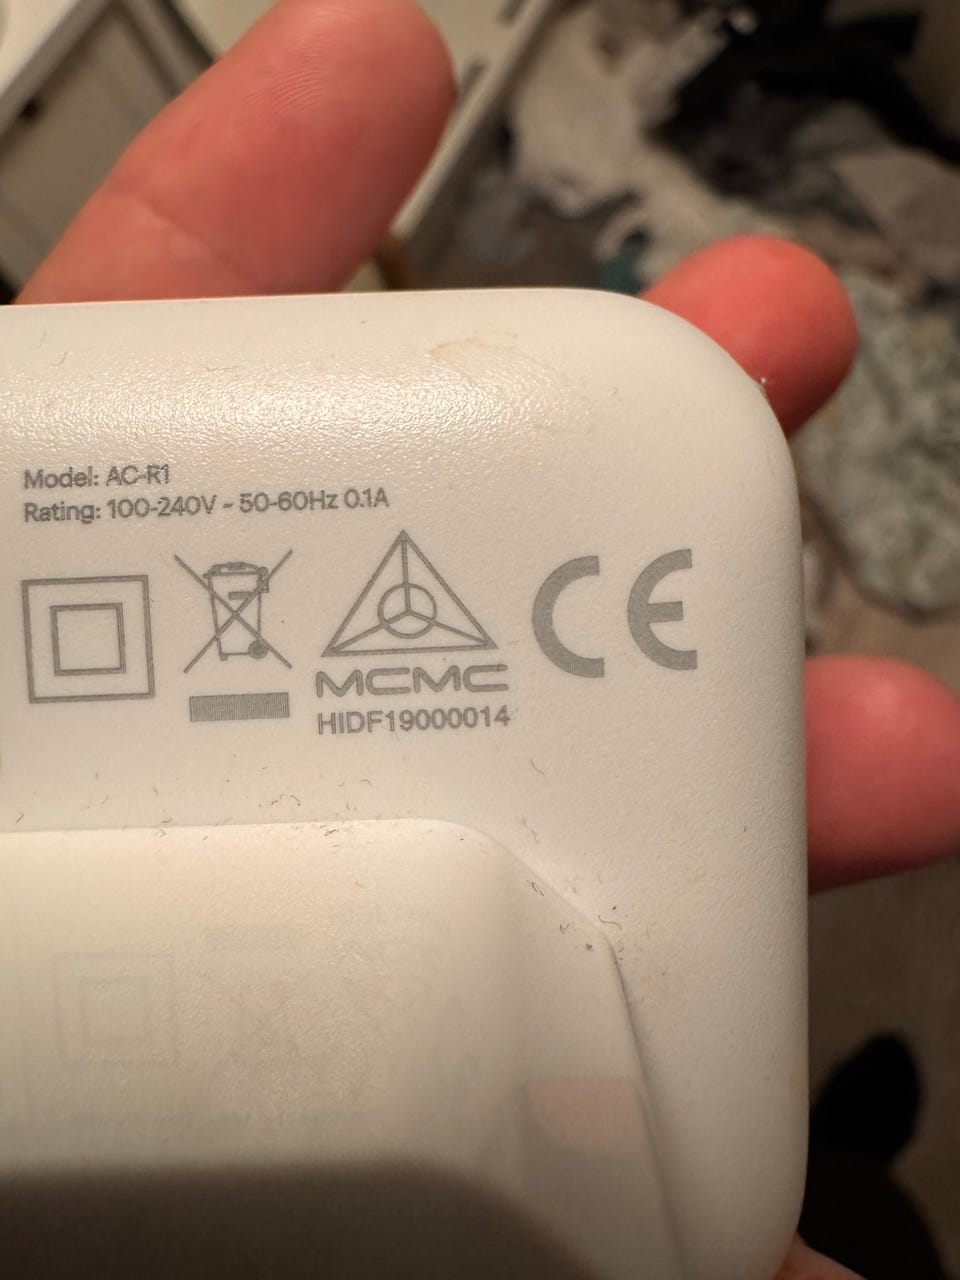 Model: AC-R1
Rating: 100-240V ~ 50-60Hz 0.1A
MCMC CE
HIDF19000014